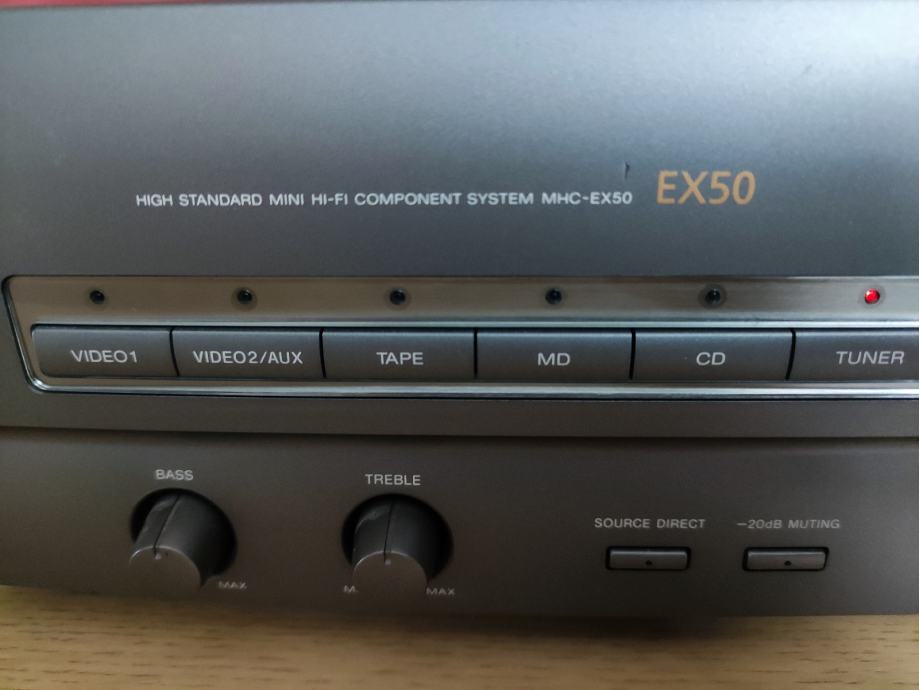 HIGH STANDARD MINI HI-FI COMPONENT SYSTEM MHC-EX50 EX50
VIDEO1 VIDEO2/AUX TAPE MD CD TUNER
BASS TREBLE
SOURCE DIRECT -20dB MUTING
MAX M. MAX